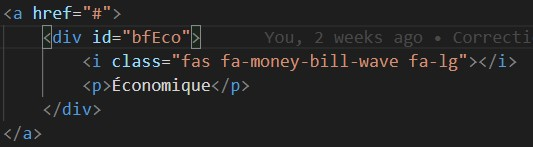 <a href="#">
<div id="bfEco"> You, 2 weeks ago • Correcti
<i class="fas fa-money-bill-wave fa-lg"></i>
<p>Économique</p>
</div>
</a>